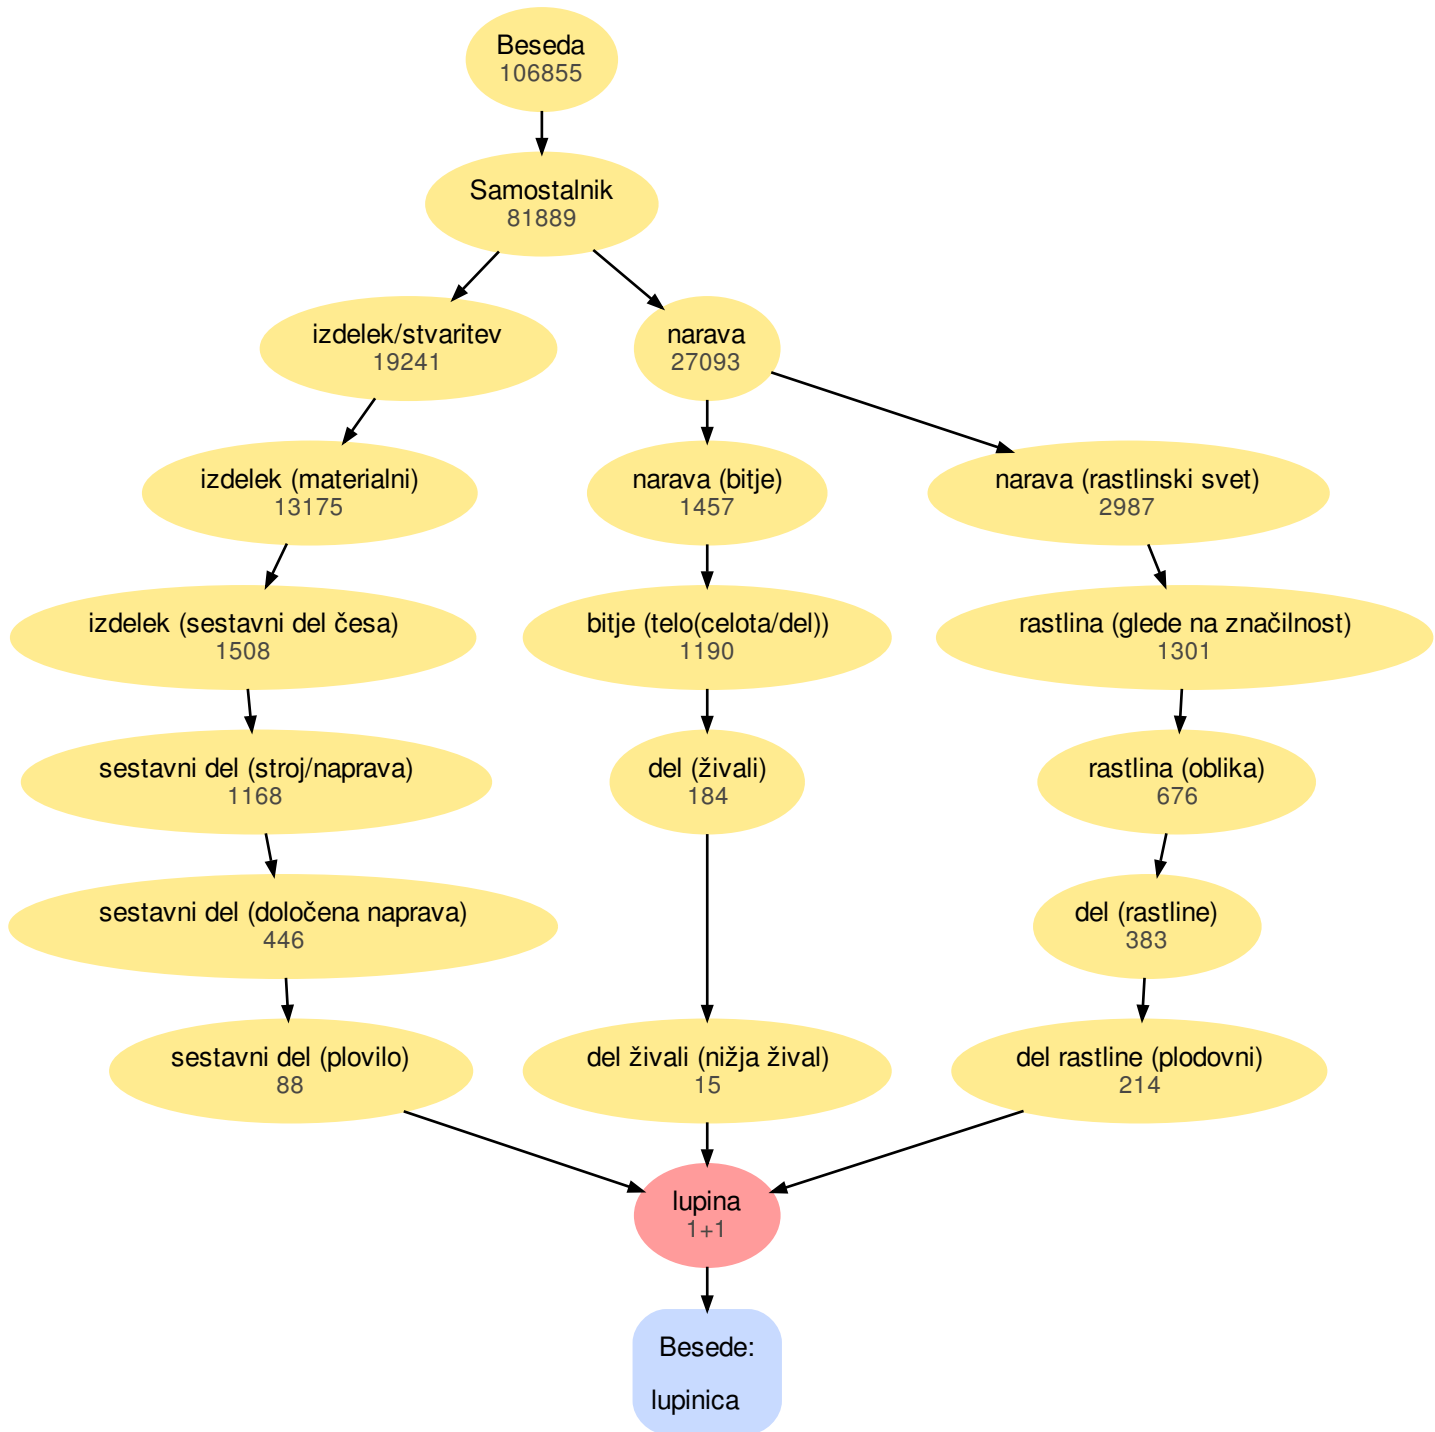 Beseda
106855
Samostalnik
81889
izdelek/stvaritev
19241
narava
27093
izdelek (materialni)
13175
narava (bitje)
1457
narava (rastlinski svet)
2987
izdelek (sestavni del česa)
1508
bitje (telo(celota/del))
1190
rastlina (glede na značilnost)
1301
sestavni del (stroj/naprava)
1168
del (živali)
184
rastlina (oblika)
676
sestavni del (določena naprava)
446
del (rastline)
383
sestavni del (plovilo)
88
del živali (nižja žival)
15
del rastline (plodovni)
214
lupina
1+1
Besede:
lupinica